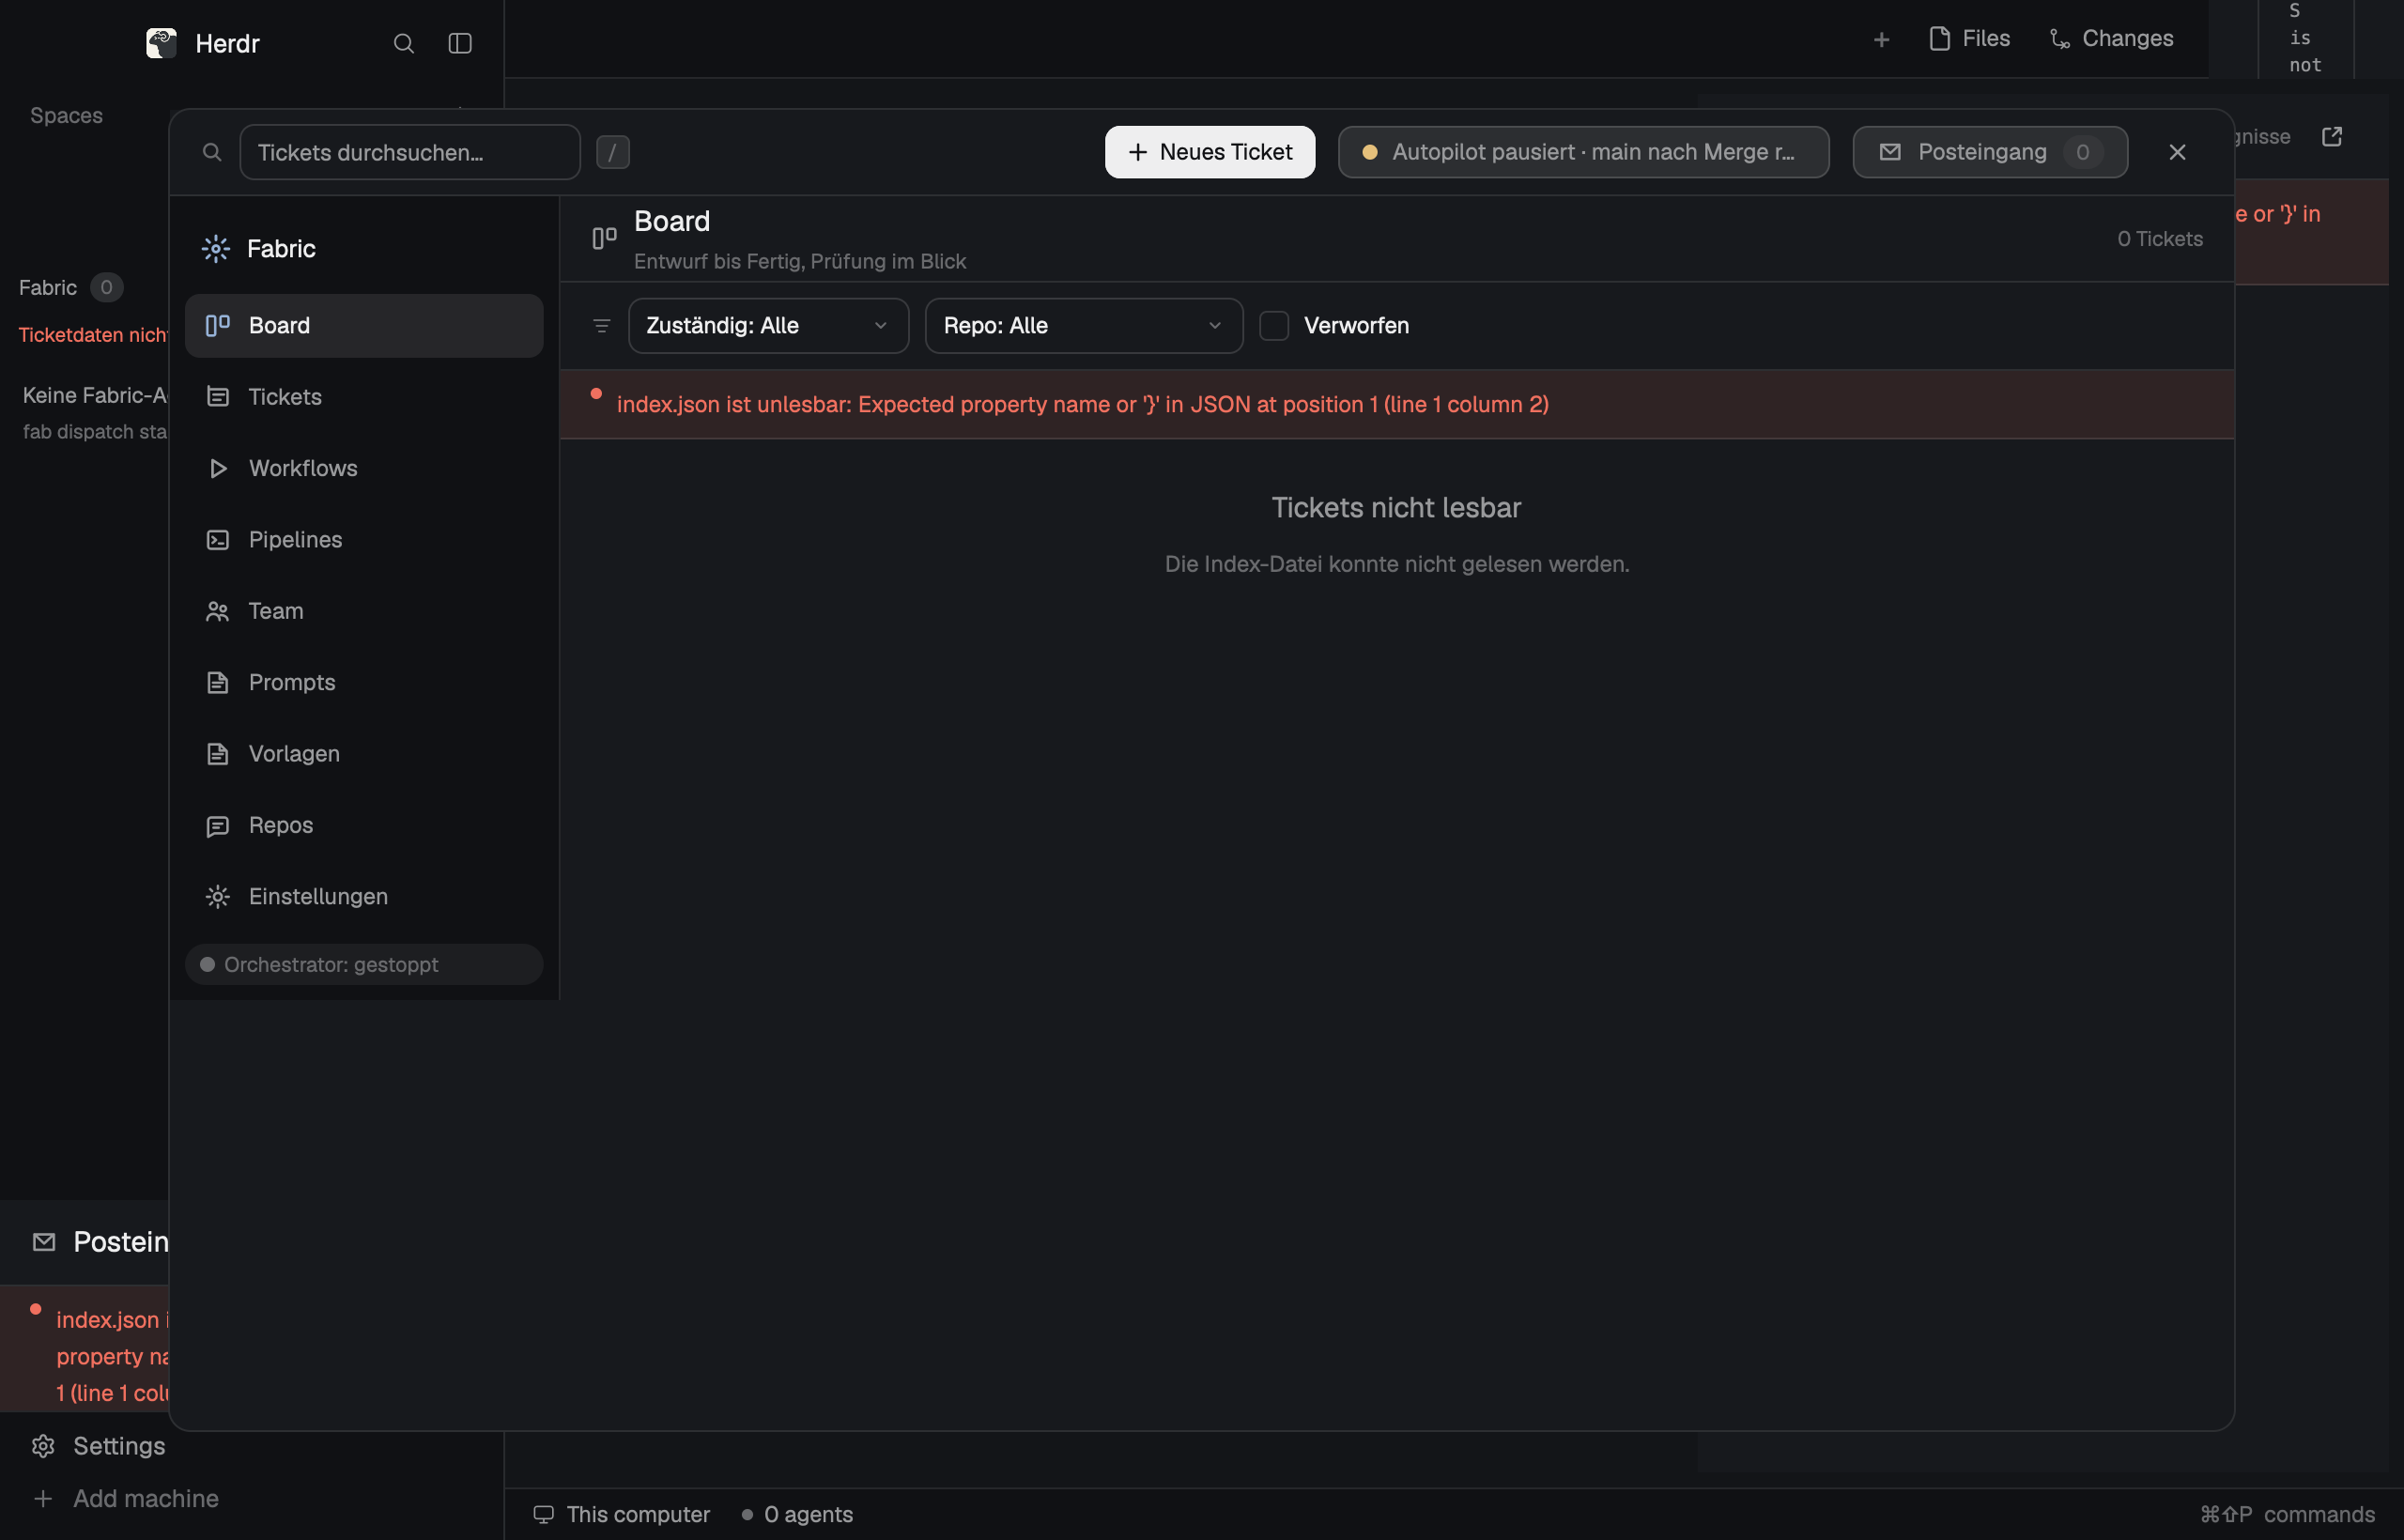 Herdr
Files
Changes
S
is
not
Spaces
Tickets durchsuchen...
/
Neues Ticket
Autopilot pausiert · main nach Merge r...
Posteingang 0
gnisse
Fabric
Board
Entwurf bis Fertig, Prüfung im Blick
0 Tickets
e or '}' in
Fabric 0
Ticketdaten nich
Keine Fabric-A
fab dispatch sta
Board
Tickets
Workflows
Pipelines
Team
Prompts
Vorlagen
Repos
Einstellungen
Orchestrator: gestoppt
Zuständig: Alle
Repo: Alle
Verworfen
index.json ist unlesbar: Expected property name or '}' in JSON at position 1 (line 1 column 2)
Tickets nicht lesbar
Die Index-Datei konnte nicht gelesen werden.
Postein
index.json i
property na
1 (line 1 colu
Settings
Add machine
This computer
0 agents
⌘⇧P commands